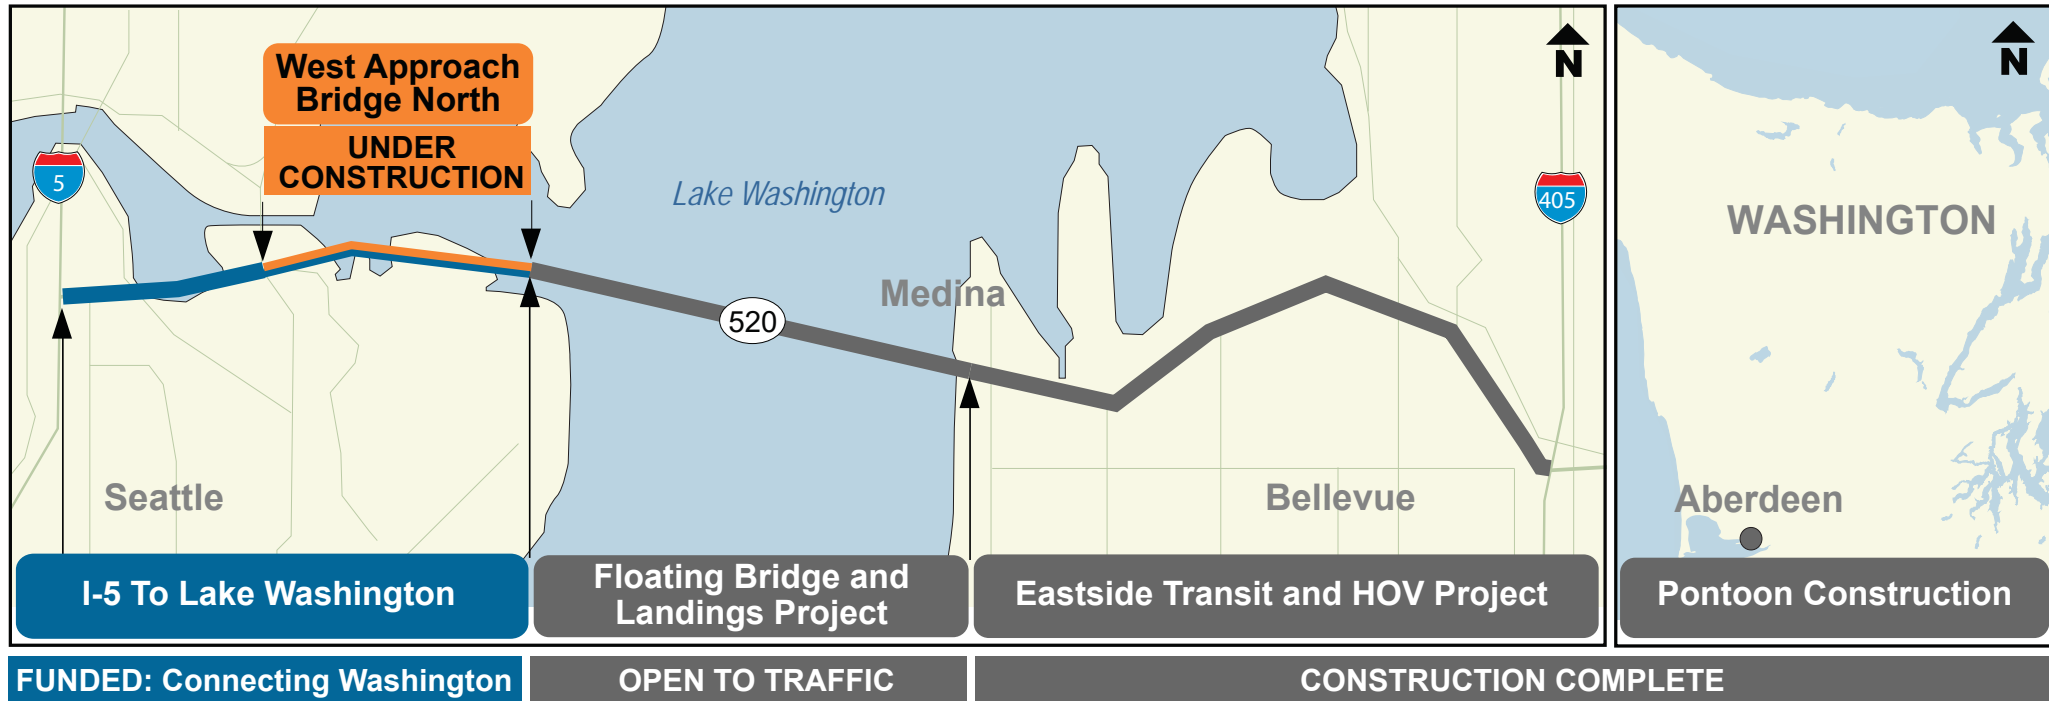 West Approach
Bridge North
UNDER
CONSTRUCTION
N
N
5
405
Lake Washington
WASHINGTON
Medina
520
Seattle
Bellevue
Aberdeen
I-5 To Lake Washington
Floating Bridge and
Landings Project
Eastside Transit and HOV Project
Pontoon Construction
FUNDED: Connecting Washington
OPEN TO TRAFFIC
CONSTRUCTION COMPLETE